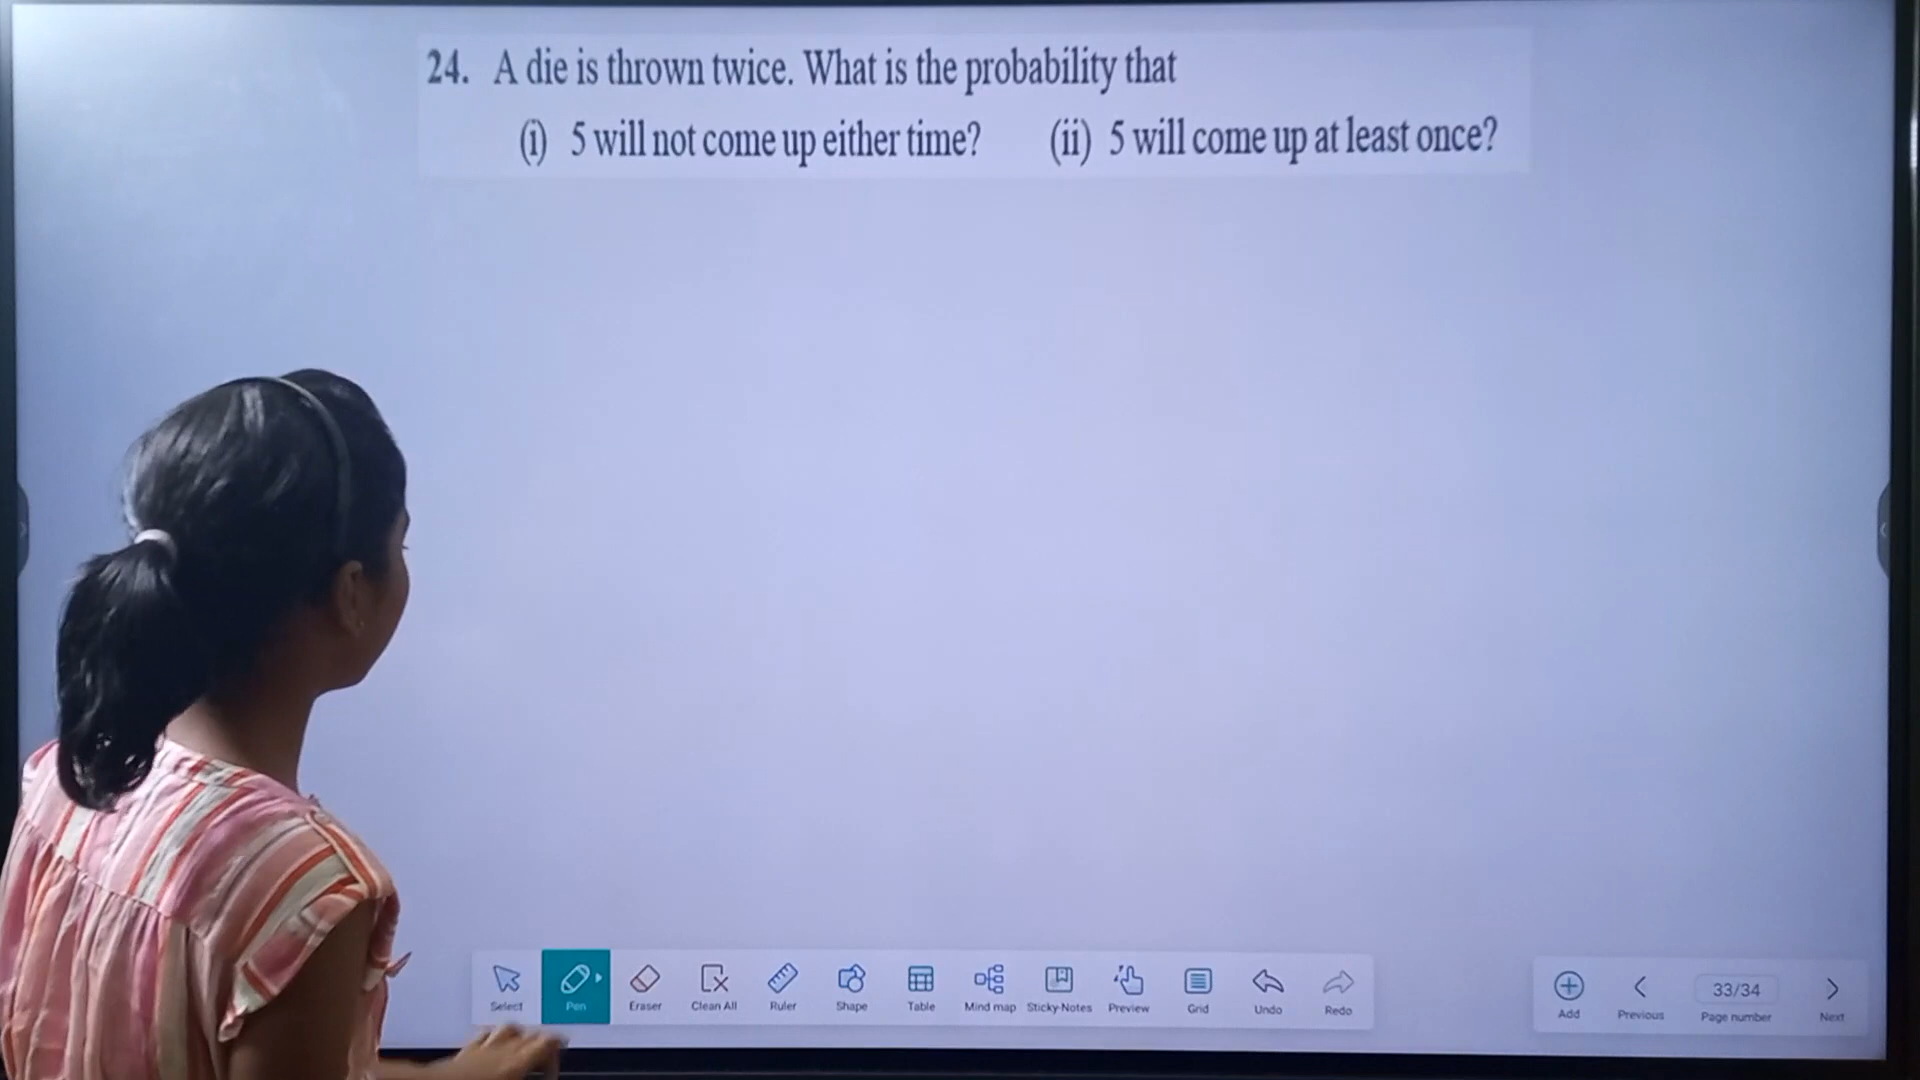 24. A die is thrown twice. What is the probability that
(i) 5 will not come up either time? (ii) 5 will come up at least once?
Select Pen Eraser Clean All Ruler Shape Table Mind map Sticky-Notes Preview Grid Undo Redo
Add Previous 33/34 Page number Next